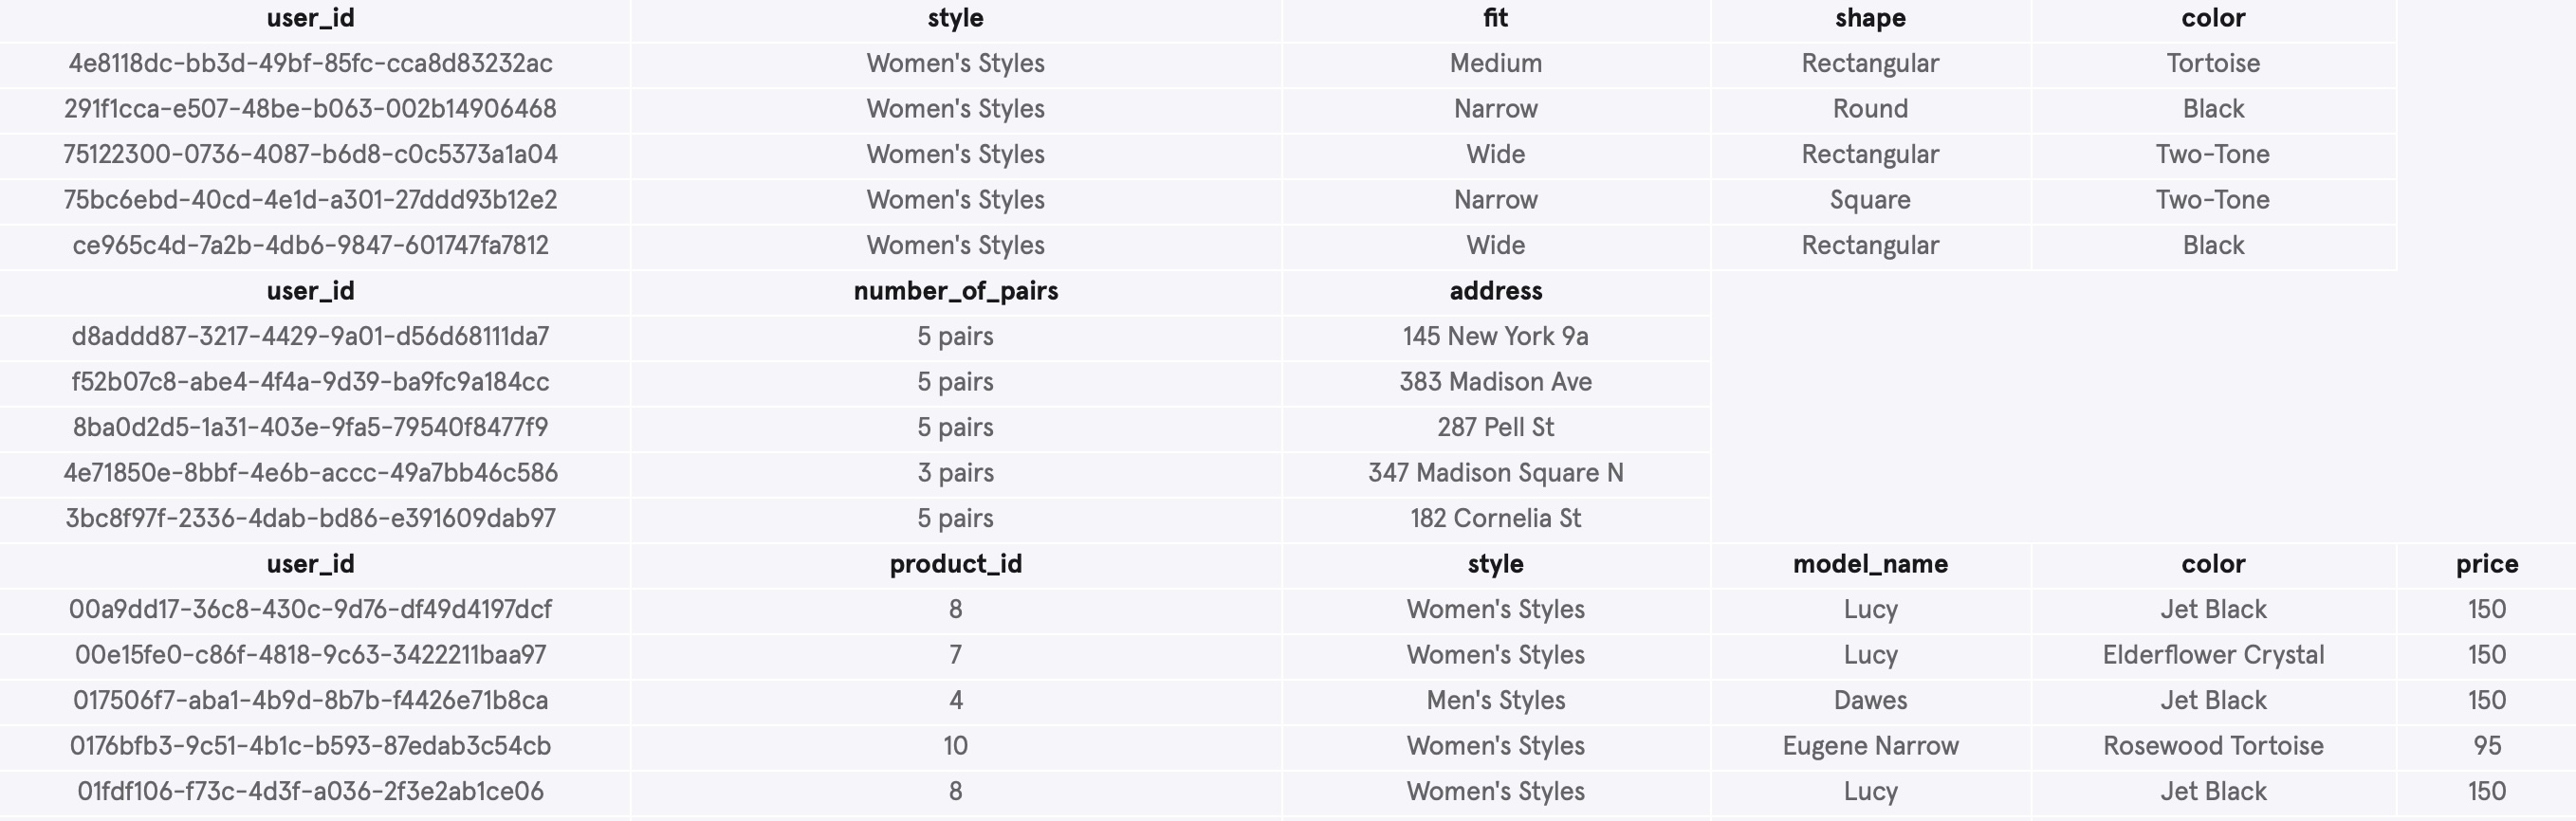 user_id style fit shape color
4e8118dc-bb3d-49bf-85fc-cca8d83232ac Women's Styles Medium Rectangular Tortoise
291f1cca-e507-48be-b063-002b14906468 Women's Styles Narrow Round Black
75122300-0736-4087-b6d8-c0c5373a1a04 Women's Styles Wide Rectangular Two-Tone
75bc6ebd-40cd-4e1d-a301-27ddd93b12e2 Women's Styles Narrow Square Two-Tone
ce965c4d-7a2b-4db6-9847-601747fa7812 Women's Styles Wide Rectangular Black
user_id number_of_pairs address
d8addd87-3217-4429-9a01-d56d68111da7 5 pairs 145 New York 9a
f52b07c8-abe4-4f4a-9d39-ba9fc9a184cc 5 pairs 383 Madison Ave
8ba0d2d5-1a31-403e-9fa5-79540f8477f9 5 pairs 287 Pell St
4e71850e-8bbf-4e6b-accc-49a7bb46c586 3 pairs 347 Madison Square N
3bc8f97f-2336-4dab-bd86-e391609dab97 5 pairs 182 Cornelia St
user_id product_id style model_name color price
00a9dd17-36c8-430c-9d76-df49d4197dcf 8 Women's Styles Lucy Jet Black 150
00e15fe0-c86f-4818-9c63-3422211baa97 7 Women's Styles Lucy Elderflower Crystal 150
017506f7-aba1-4b9d-8b7b-f4426e71b8ca 4 Men's Styles Dawes Jet Black 150
0176bfb3-9c51-4b1c-b593-87edab3c54cb 10 Women's Styles Eugene Narrow Rosewood Tortoise 95
01fdf106-f73c-4d3f-a036-2f3e2ab1ce06 8 Women's Styles Lucy Jet Black 150